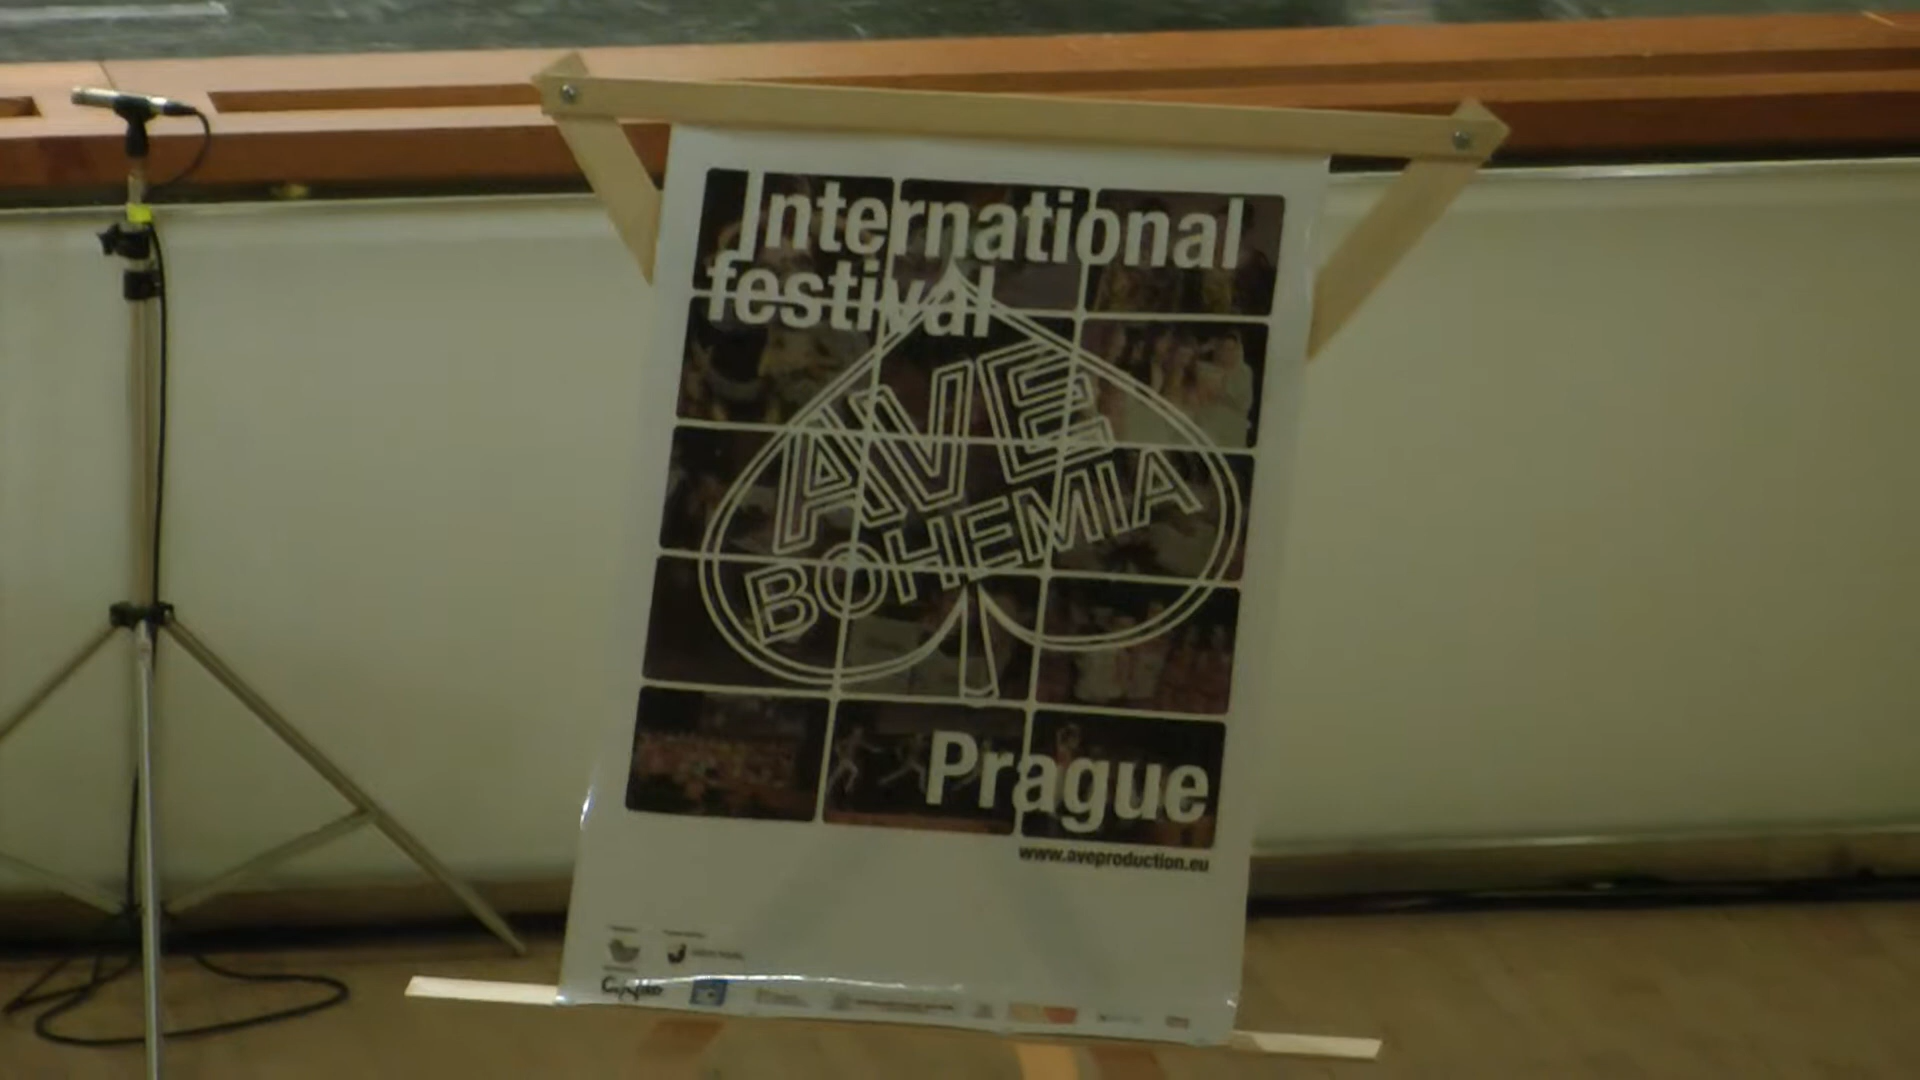 International
festival
AVE
BOHEMIA
Prague
www.aveproduction.eu